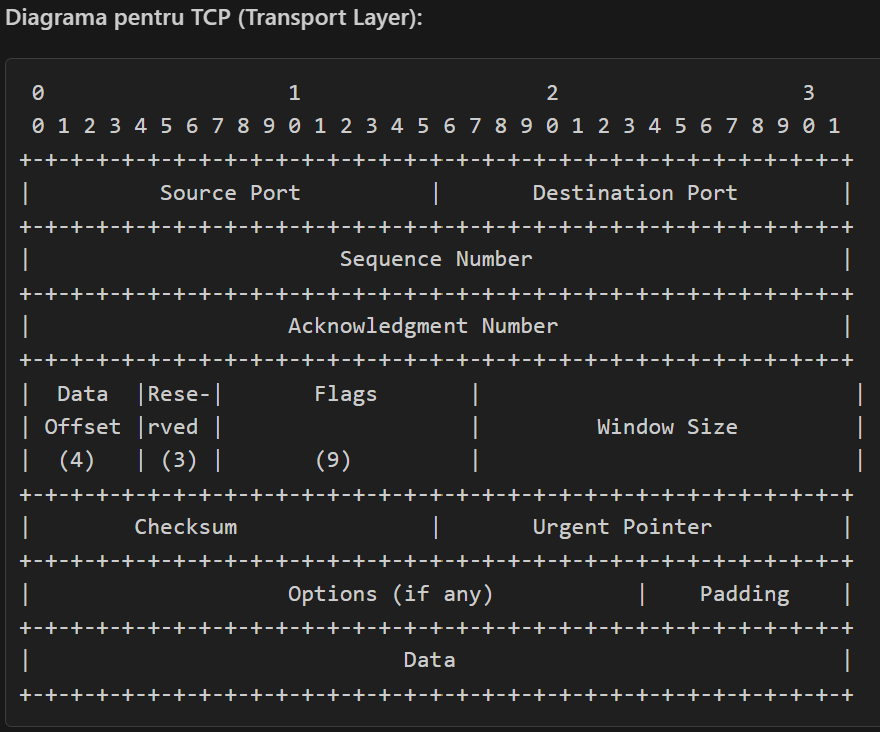 Diagrama pentru TCP (Transport Layer):
 0                   1                   2                   3
 0 1 2 3 4 5 6 7 8 9 0 1 2 3 4 5 6 7 8 9 0 1 2 3 4 5 6 7 8 9 0 1
+-+-+-+-+-+-+-+-+-+-+-+-+-+-+-+-+-+-+-+-+-+-+-+-+-+-+-+-+-+-+-+-+
|          Source Port          |       Destination Port        |
+-+-+-+-+-+-+-+-+-+-+-+-+-+-+-+-+-+-+-+-+-+-+-+-+-+-+-+-+-+-+-+-+
|                        Sequence Number                        |
+-+-+-+-+-+-+-+-+-+-+-+-+-+-+-+-+-+-+-+-+-+-+-+-+-+-+-+-+-+-+-+-+
|                    Acknowledgment Number                      |
+-+-+-+-+-+-+-+-+-+-+-+-+-+-+-+-+-+-+-+-+-+-+-+-+-+-+-+-+-+-+-+-+
|  Data  |Rese-|       Flags       |                             |
| Offset |rved |                   |         Window Size         |
|  (4)   | (3) |       (9)         |                             |
+-+-+-+-+-+-+-+-+-+-+-+-+-+-+-+-+-+-+-+-+-+-+-+-+-+-+-+-+-+-+-+-+
|        Checksum               |       Urgent Pointer          |
+-+-+-+-+-+-+-+-+-+-+-+-+-+-+-+-+-+-+-+-+-+-+-+-+-+-+-+-+-+-+-+-+
|                    Options (if any)           |    Padding    |
+-+-+-+-+-+-+-+-+-+-+-+-+-+-+-+-+-+-+-+-+-+-+-+-+-+-+-+-+-+-+-+-+
|                             Data                              |
+-+-+-+-+-+-+-+-+-+-+-+-+-+-+-+-+-+-+-+-+-+-+-+-+-+-+-+-+-+-+-+-+